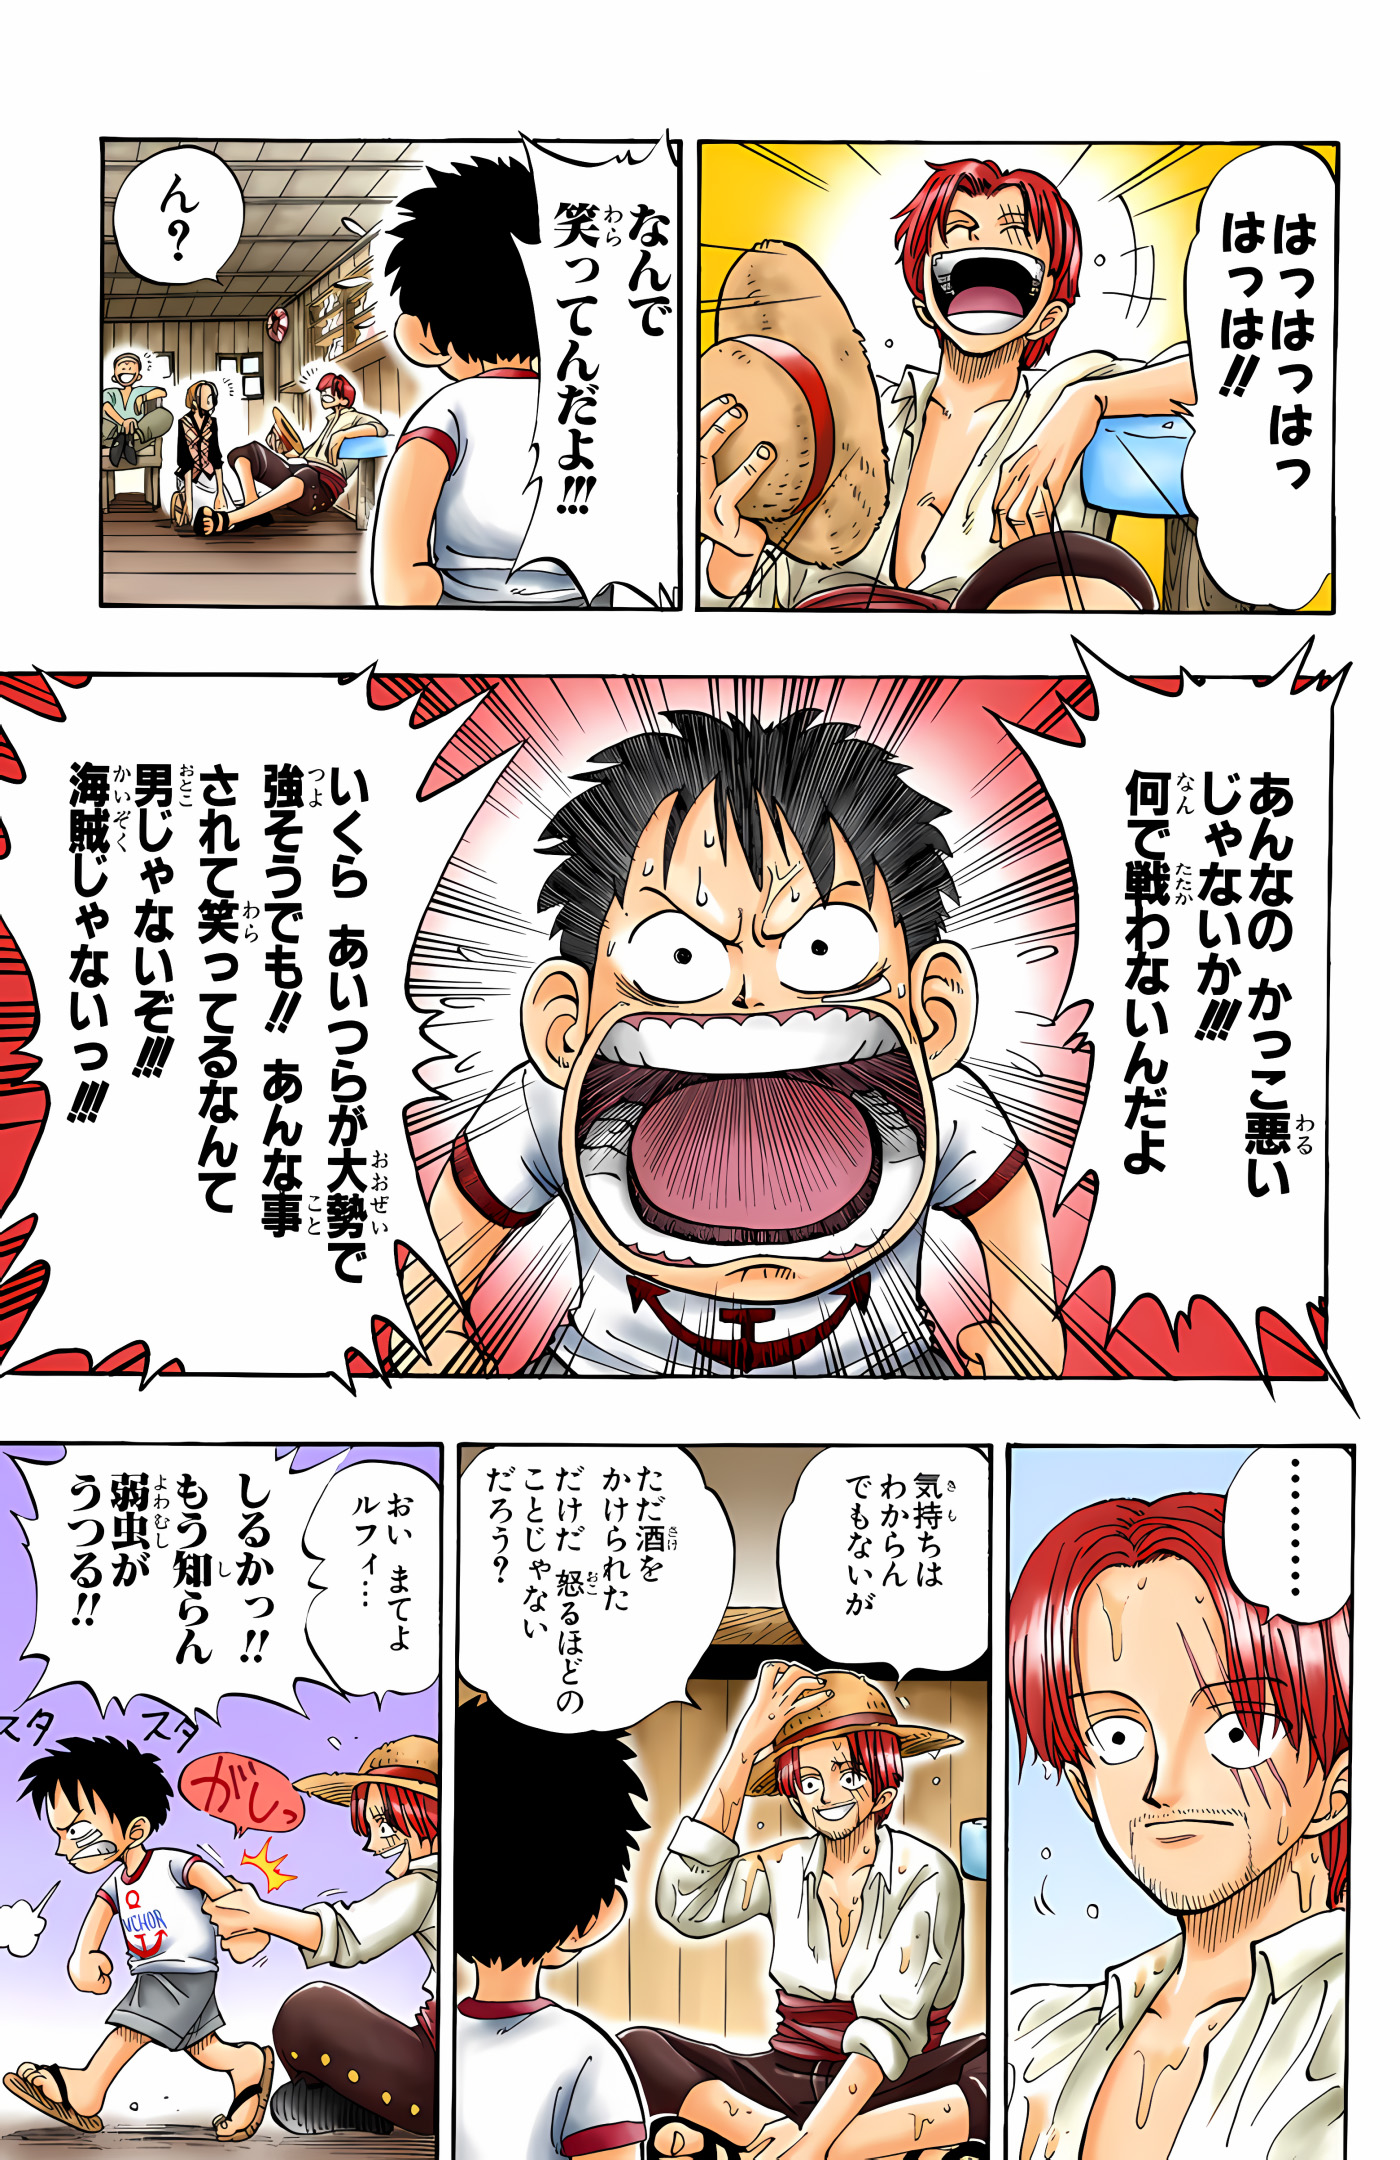 はっはっはっ
はっは!!
なんで
笑ってんだよ!!!
ん?
あんなの かっこ悪い
じゃないか!!!
何で戦わないんだよ
いくら あいつらが大勢で
強そうでも!! あんな事
されて笑ってるなんて
男じゃないぞ!!!
海賊じゃないっ!!!
………
気持ちは
わからん
でもないが
ただ酒を
かけられた
だけだ 怒るほどの
ことじゃない
だろう?
おい まてよ
ルフィ…
しるかっ!!
もう知らん
弱虫が
うつる!!
スタ
スタ
がしっ
VCHOR